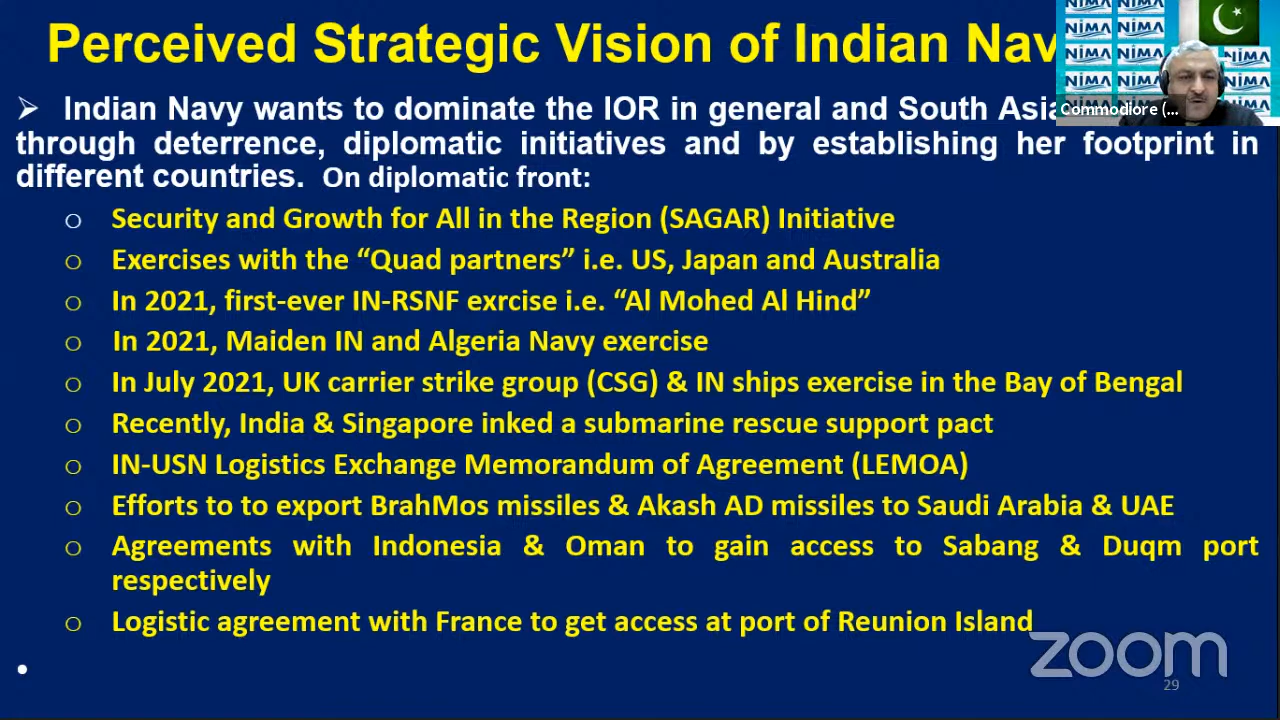 Perceived Strategic Vision of Indian Nav
➢ Indian Navy wants to dominate the IOR in general and South Asia
through deterrence, diplomatic initiatives and by establishing her footprint in
different countries. On diplomatic front:
o Security and Growth for All in the Region (SAGAR) Initiative
o Exercises with the “Quad partners” i.e. US, Japan and Australia
o In 2021, first-ever IN-RSNF exrcise i.e. “Al Mohed Al Hind”
o In 2021, Maiden IN and Algeria Navy exercise
o In July 2021, UK carrier strike group (CSG) & IN ships exercise in the Bay of Bengal
o Recently, India & Singapore inked a submarine rescue support pact
o IN-USN Logistics Exchange Memorandum of Agreement (LEMOA)
o Efforts to to export BrahMos missiles & Akash AD missiles to Saudi Arabia & UAE
o Agreements with Indonesia & Oman to gain access to Sabang & Duqm port
respectively
o Logistic agreement with France to get access at port of Reunion Island
•
zoom
29
NIMA NIMA
NIMA NIMA
NIMA NIMA NIMA
NIMA NIMA NIMA
NIMA NIMA
Commodiore (...